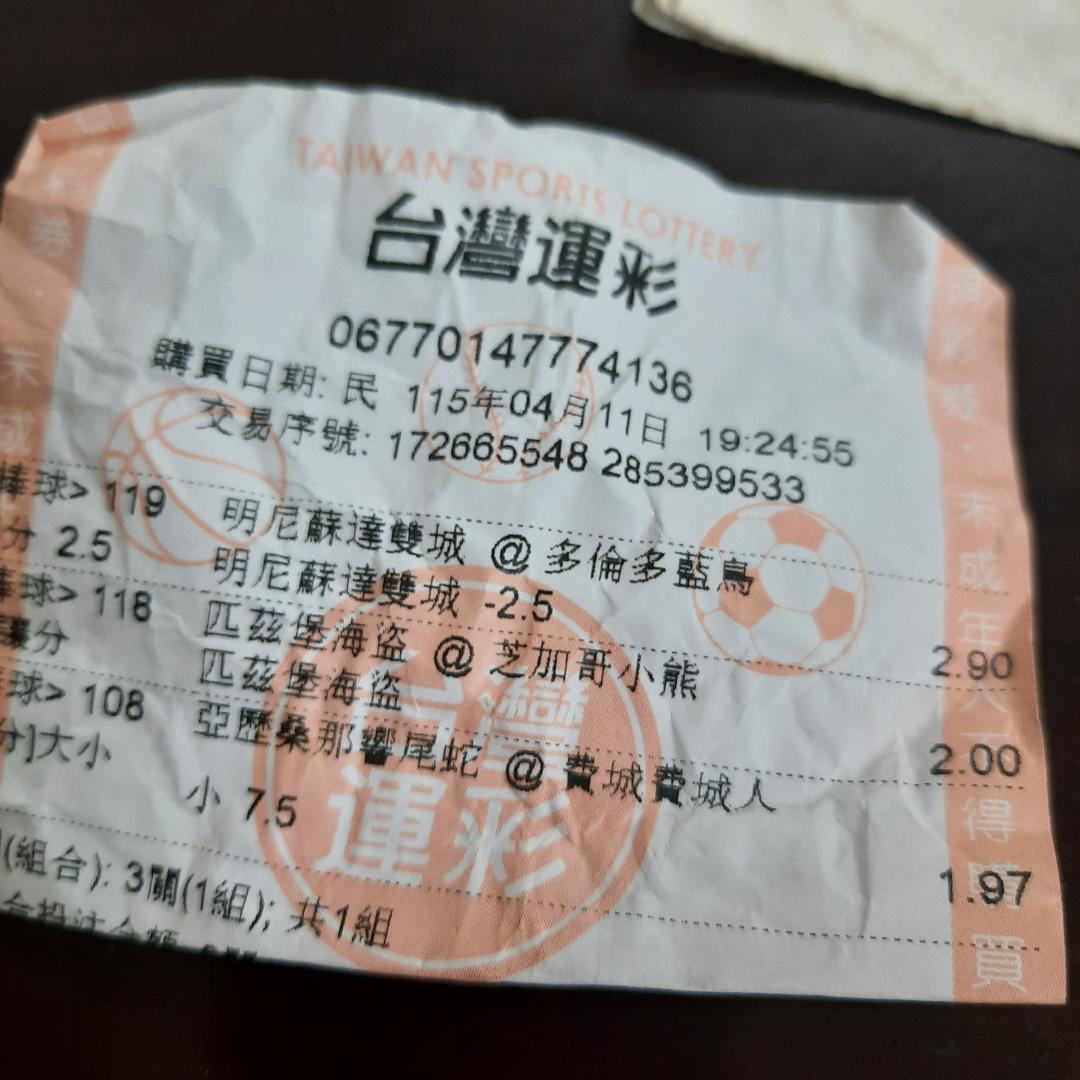 TAIWAN SPORTS LOTTERY
台灣運彩
06770147774136
購買日期: 民 115年04月11日 19:24:55
交易序號: 172665548 285399533
棒球> 119 明尼蘇達雙城 @ 多倫多藍鳥
分 2.5 明尼蘇達雙城 -2.5 2.90
棒球> 118 匹茲堡海盜 @ 芝加哥小熊
讓分 匹茲堡海盜 2.00
球> 108 亞歷桑那響尾蛇 @ 費城費城人
分]大小 小 7.5 1.97
(組合): 3關(1組); 共1組
台灣運彩
未成年人不得購買